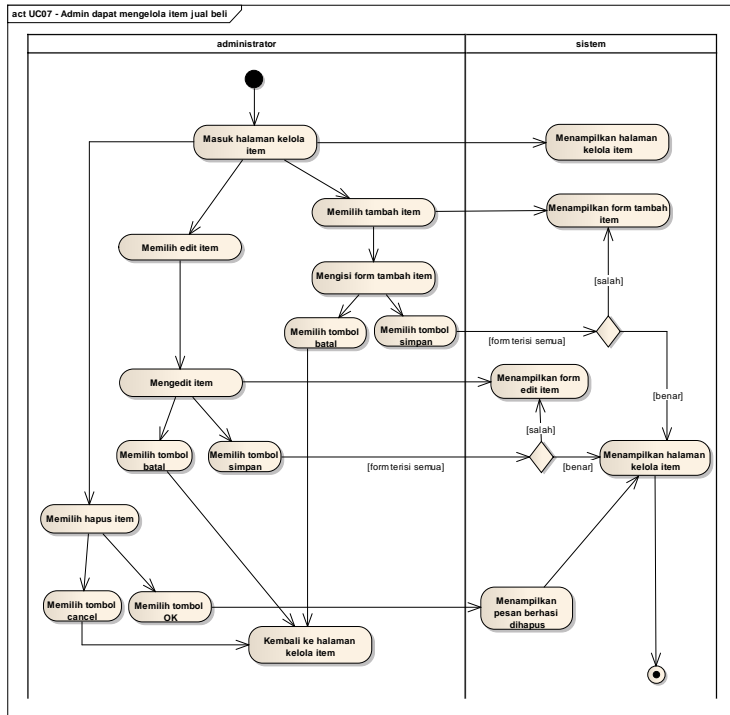 act UC07 - Admin dapat mengelola item jual beli
administrator
sistem
Masuk halaman kelola
item
Menampilkan halaman
kelola item
Memilih tambah item
Menampilkan form tambah
item
Memilih edit item
Mengisi form tambah item
[salah]
Memilih tombol
batal
Memilih tombol
simpan
[form terisi semua]
Mengedit item
Menampilkan form
edit item
[benar]
[salah]
Memilih tombol
batal
Memilih tombol
simpan
[form terisi semua]
[benar]
Menampilkan halaman
kelola item
Memilih hapus item
Memilih tombol
cancel
Memilih tombol
OK
Menampilkan
pesan berhasi
dihapus
Kembali ke halaman
kelola item